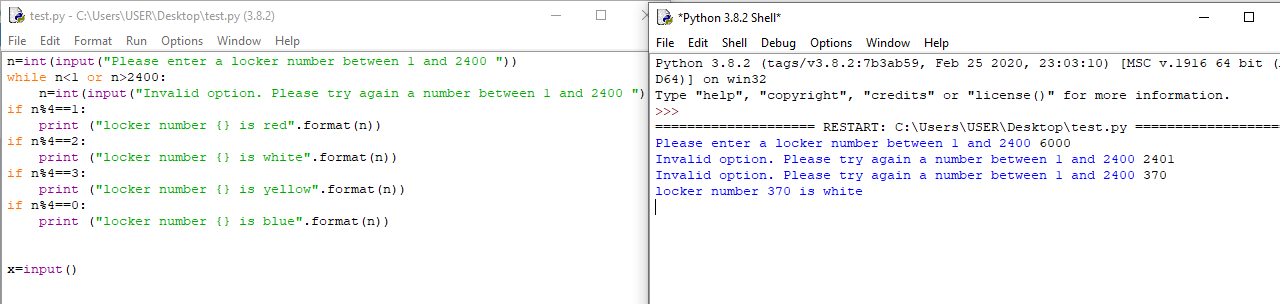 test.py - C:\Users\USER\Desktop\test.py (3.8.2)
File Edit Format Run Options Window Help
n=int(input("Please enter a locker number between 1 and 2400 "))
while n<1 or n>2400:
    n=int(input("Invalid option. Please try again a number between 1 and 2400 ")
if n%4==1:
    print ("locker number {} is red".format(n))
if n%4==2:
    print ("locker number {} is white".format(n))
if n%4==3:
    print ("locker number {} is yellow".format(n))
if n%4==0:
    print ("locker number {} is blue".format(n))
x=input()
*Python 3.8.2 Shell*
File Edit Shell Debug Options Window Help
Python 3.8.2 (tags/v3.8.2:7b3ab59, Feb 25 2020, 23:03:10) [MSC v.1916 64 bit (
D64)] on win32
Type "help", "copyright", "credits" or "license()" for more information.
>>>
==================== RESTART: C:\Users\USER\Desktop\test.py ===================
Please enter a locker number between 1 and 2400 6000
Invalid option. Please try again a number between 1 and 2400 2401
Invalid option. Please try again a number between 1 and 2400 370
locker number 370 is white